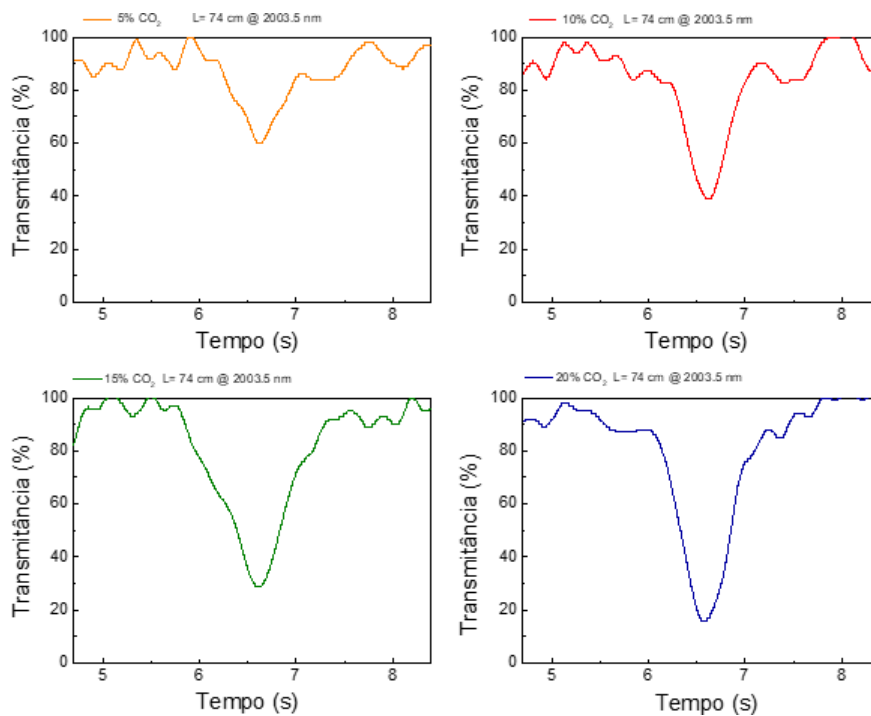 5% CO₂ L= 74 cm @ 2003.5 nm
100
80
60
40
20
0
Transmitância (%)
5 6 7 8
Tempo (s)
10% CO₂ L= 74 cm @ 2003.5 nm
100
80
60
40
20
0
Transmitância (%)
5 6 7 8
Tempo (s)
15% CO₂ L= 74 cm @ 2003.5 nm
100
80
60
40
20
0
Transmitância (%)
5 6 7 8
Tempo (s)
20% CO₂ L= 74 cm @ 2003.5 nm
100
80
60
40
20
0
Transmitância (%)
5 6 7 8
Tempo (s)